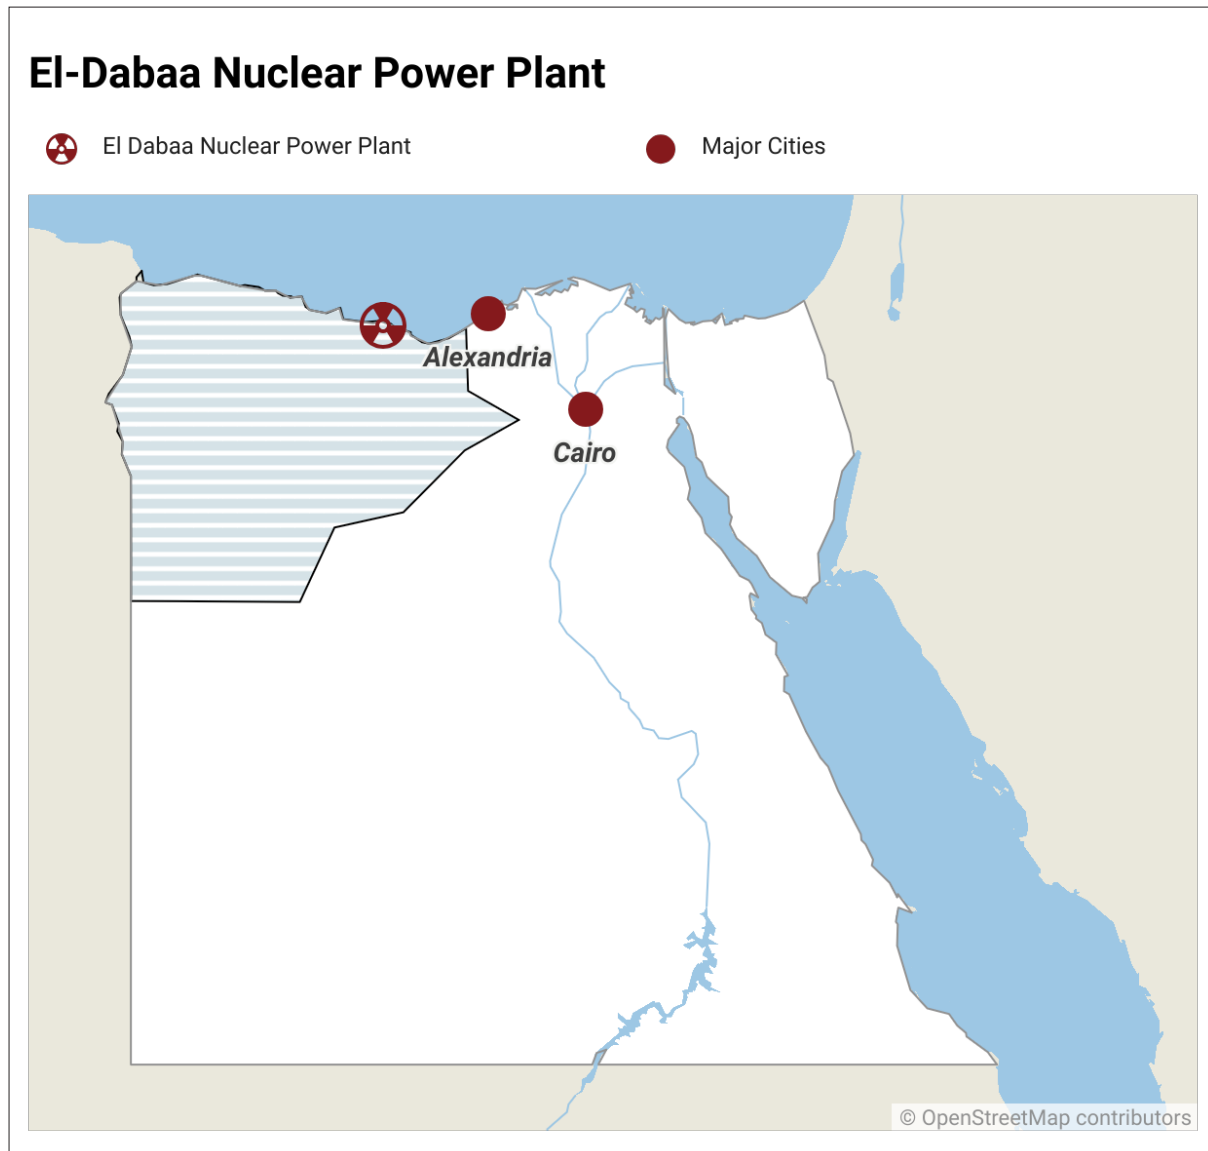 El-Dabaa Nuclear Power Plant
El Dabaa Nuclear Power Plant
Major Cities
Alexandria
Cairo
© OpenStreetMap contributors